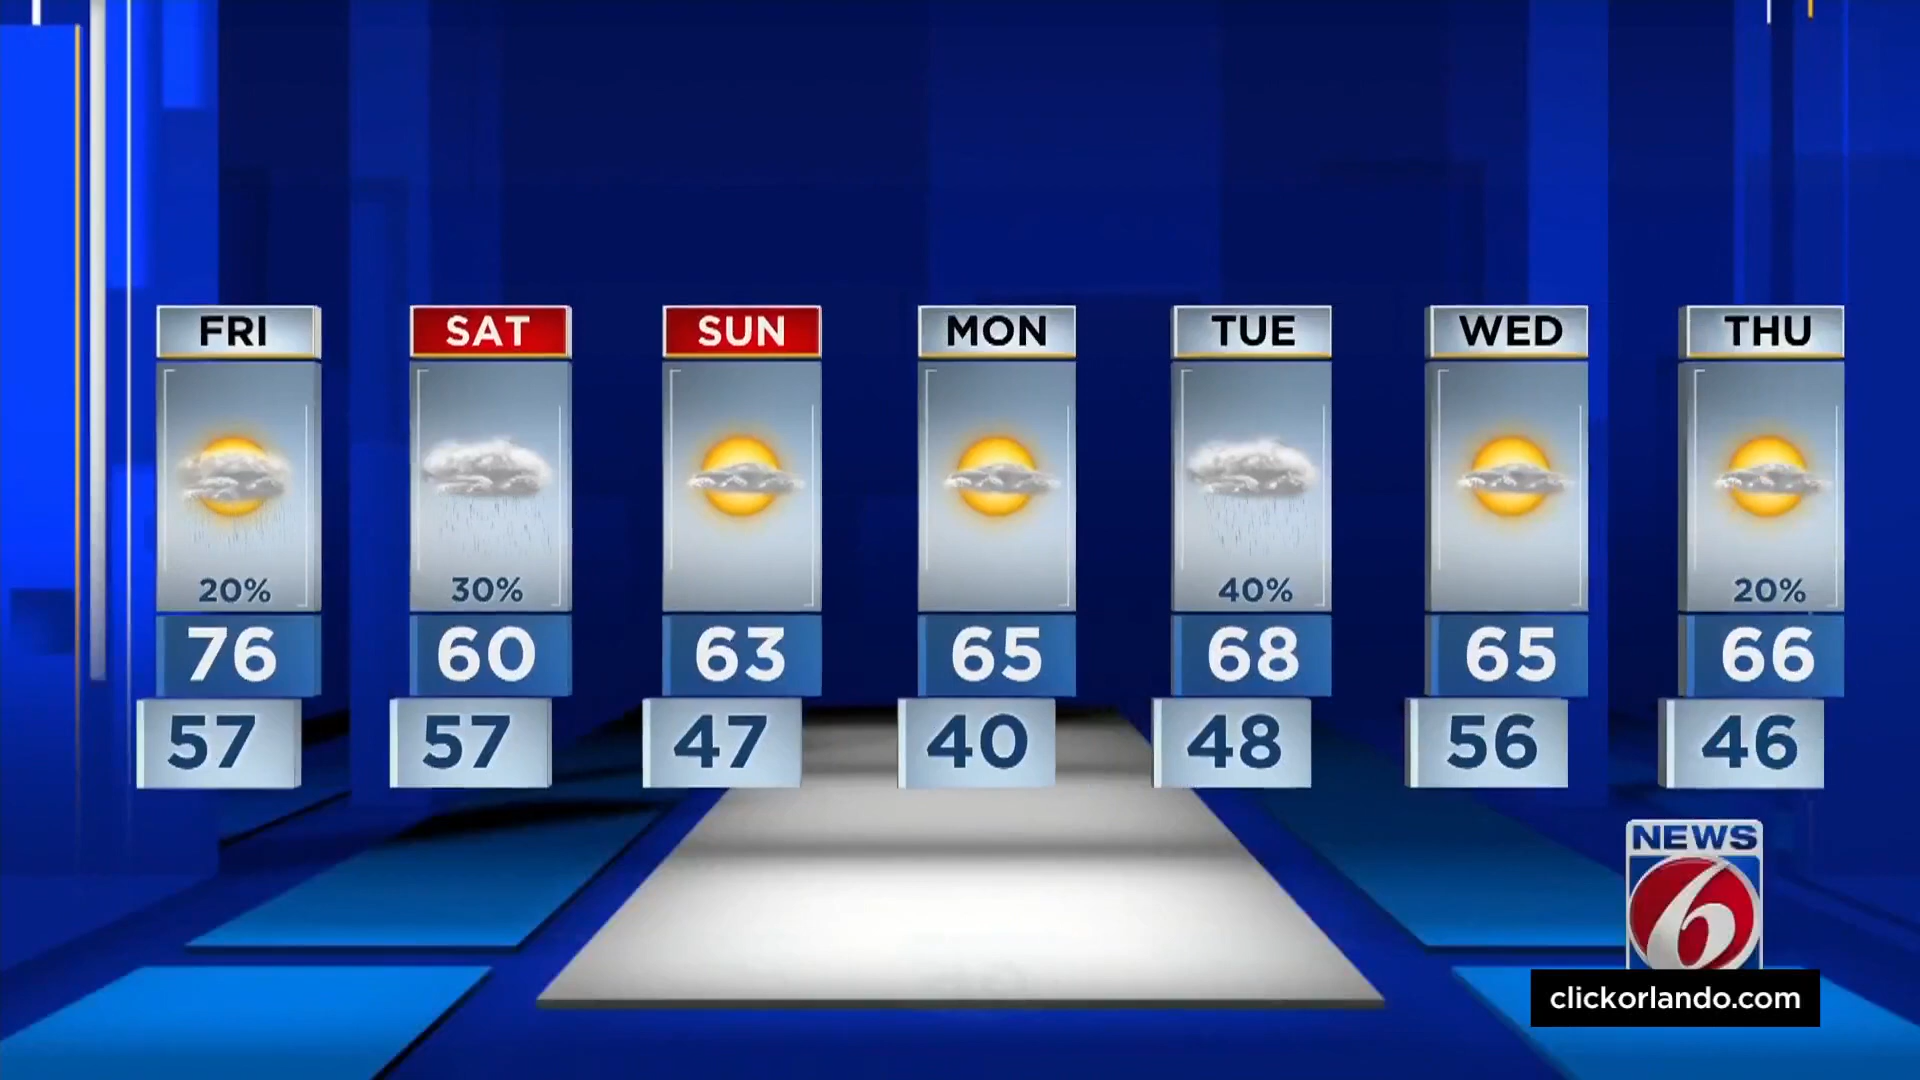 FRI SAT SUN MON TUE WED THU
20% 30% 40% 20%
76 60 63 65 68 65 66
57 57 47 40 48 56 46
NEWS
6
clickorlando.com